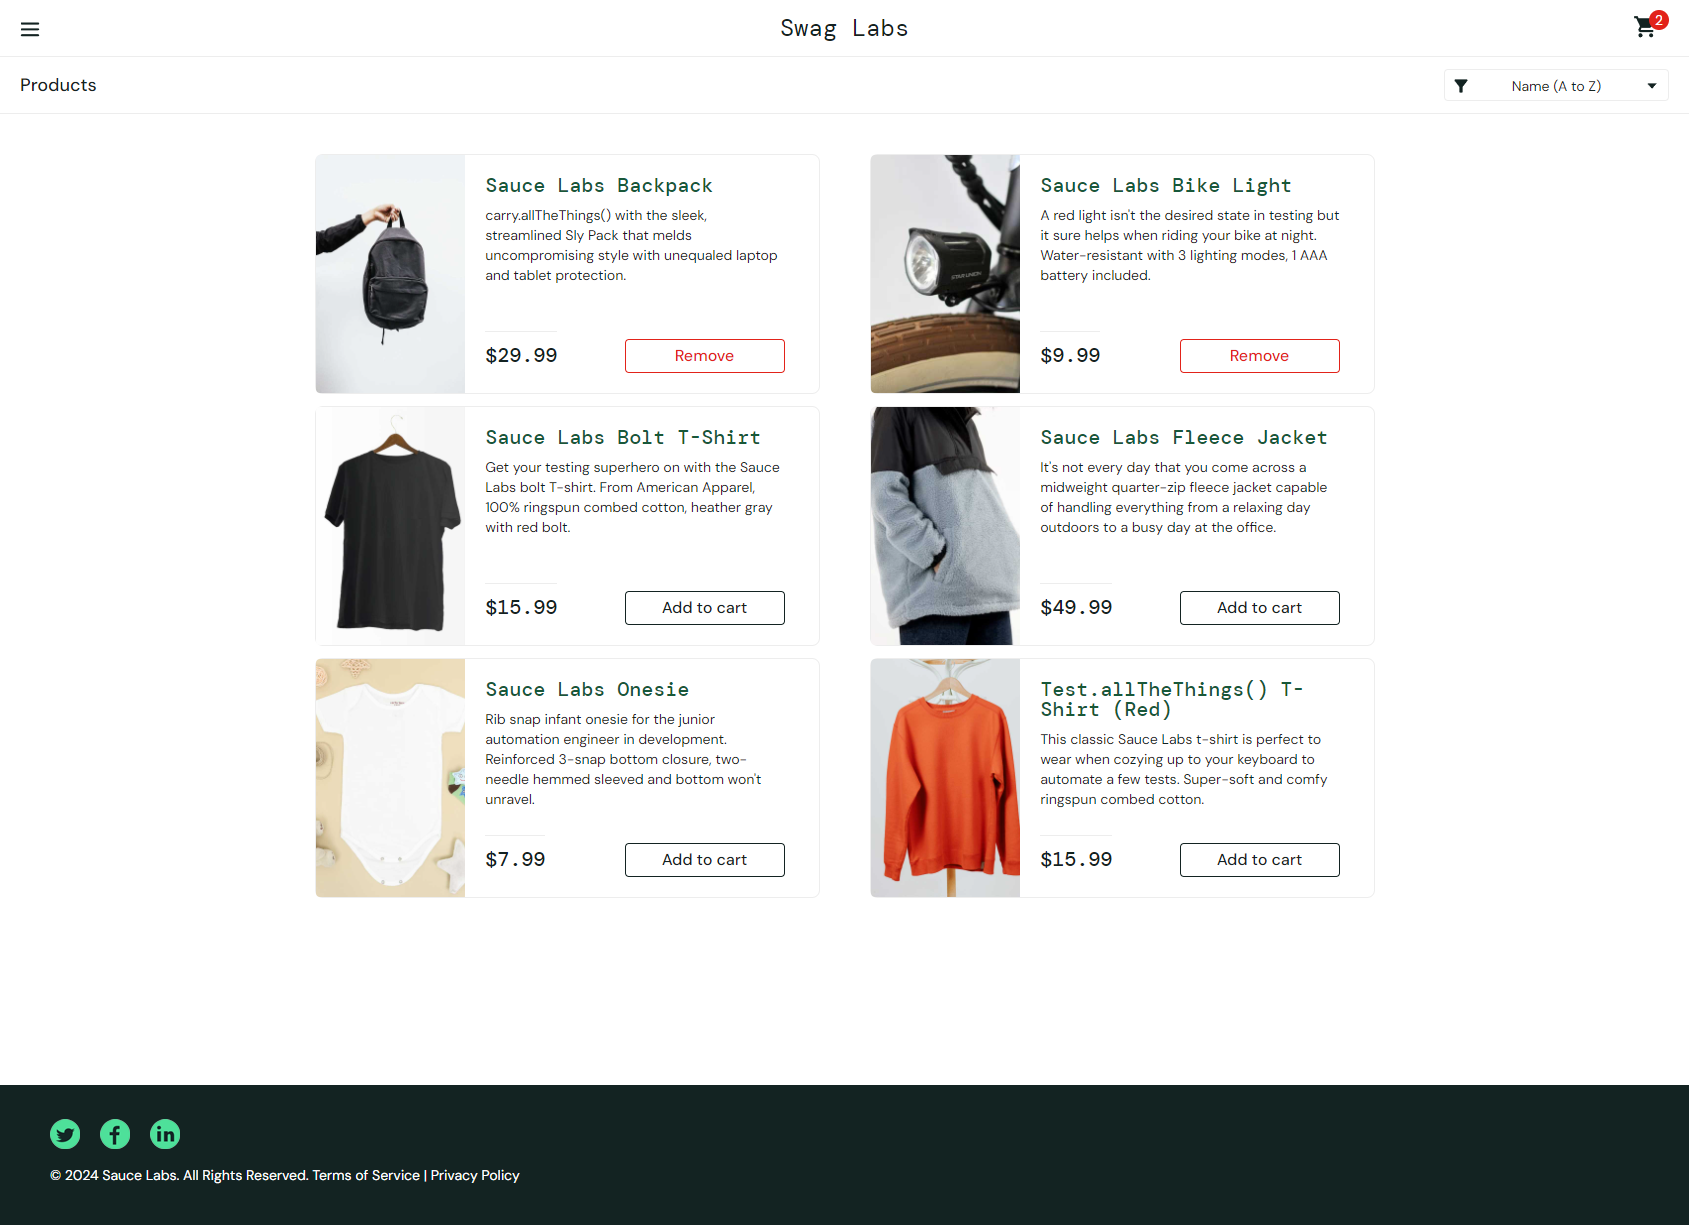 Swag Labs
2
Products
Name (A to Z)
Sauce Labs Backpack
carry.allTheThings() with the sleek,
streamlined Sly Pack that melds
uncompromising style with unequaled laptop
and tablet protection.
$29.99
Remove
STAR UNION
Sauce Labs Bike Light
A red light isn't the desired state in testing but
it sure helps when riding your bike at night.
Water-resistant with 3 lighting modes, 1 AAA
battery included.
$9.99
Remove
Sauce Labs Bolt T-Shirt
Get your testing superhero on with the Sauce
Labs bolt T-shirt. From American Apparel,
100% ringspun combed cotton, heather gray
with red bolt.
$15.99
Add to cart
Sauce Labs Fleece Jacket
It's not every day that you come across a
midweight quarter-zip fleece jacket capable
of handling everything from a relaxing day
outdoors to a busy day at the office.
$49.99
Add to cart
Sauce Labs Onesie
Rib snap infant onesie for the junior
automation engineer in development.
Reinforced 3-snap bottom closure, two-
needle hemmed sleeved and bottom won't
unravel.
$7.99
Add to cart
Test.allTheThings() T-
Shirt (Red)
This classic Sauce Labs t-shirt is perfect to
wear when cozying up to your keyboard to
automate a few tests. Super-soft and comfy
ringspun combed cotton.
$15.99
Add to cart
© 2024 Sauce Labs. All Rights Reserved. Terms of Service | Privacy Policy